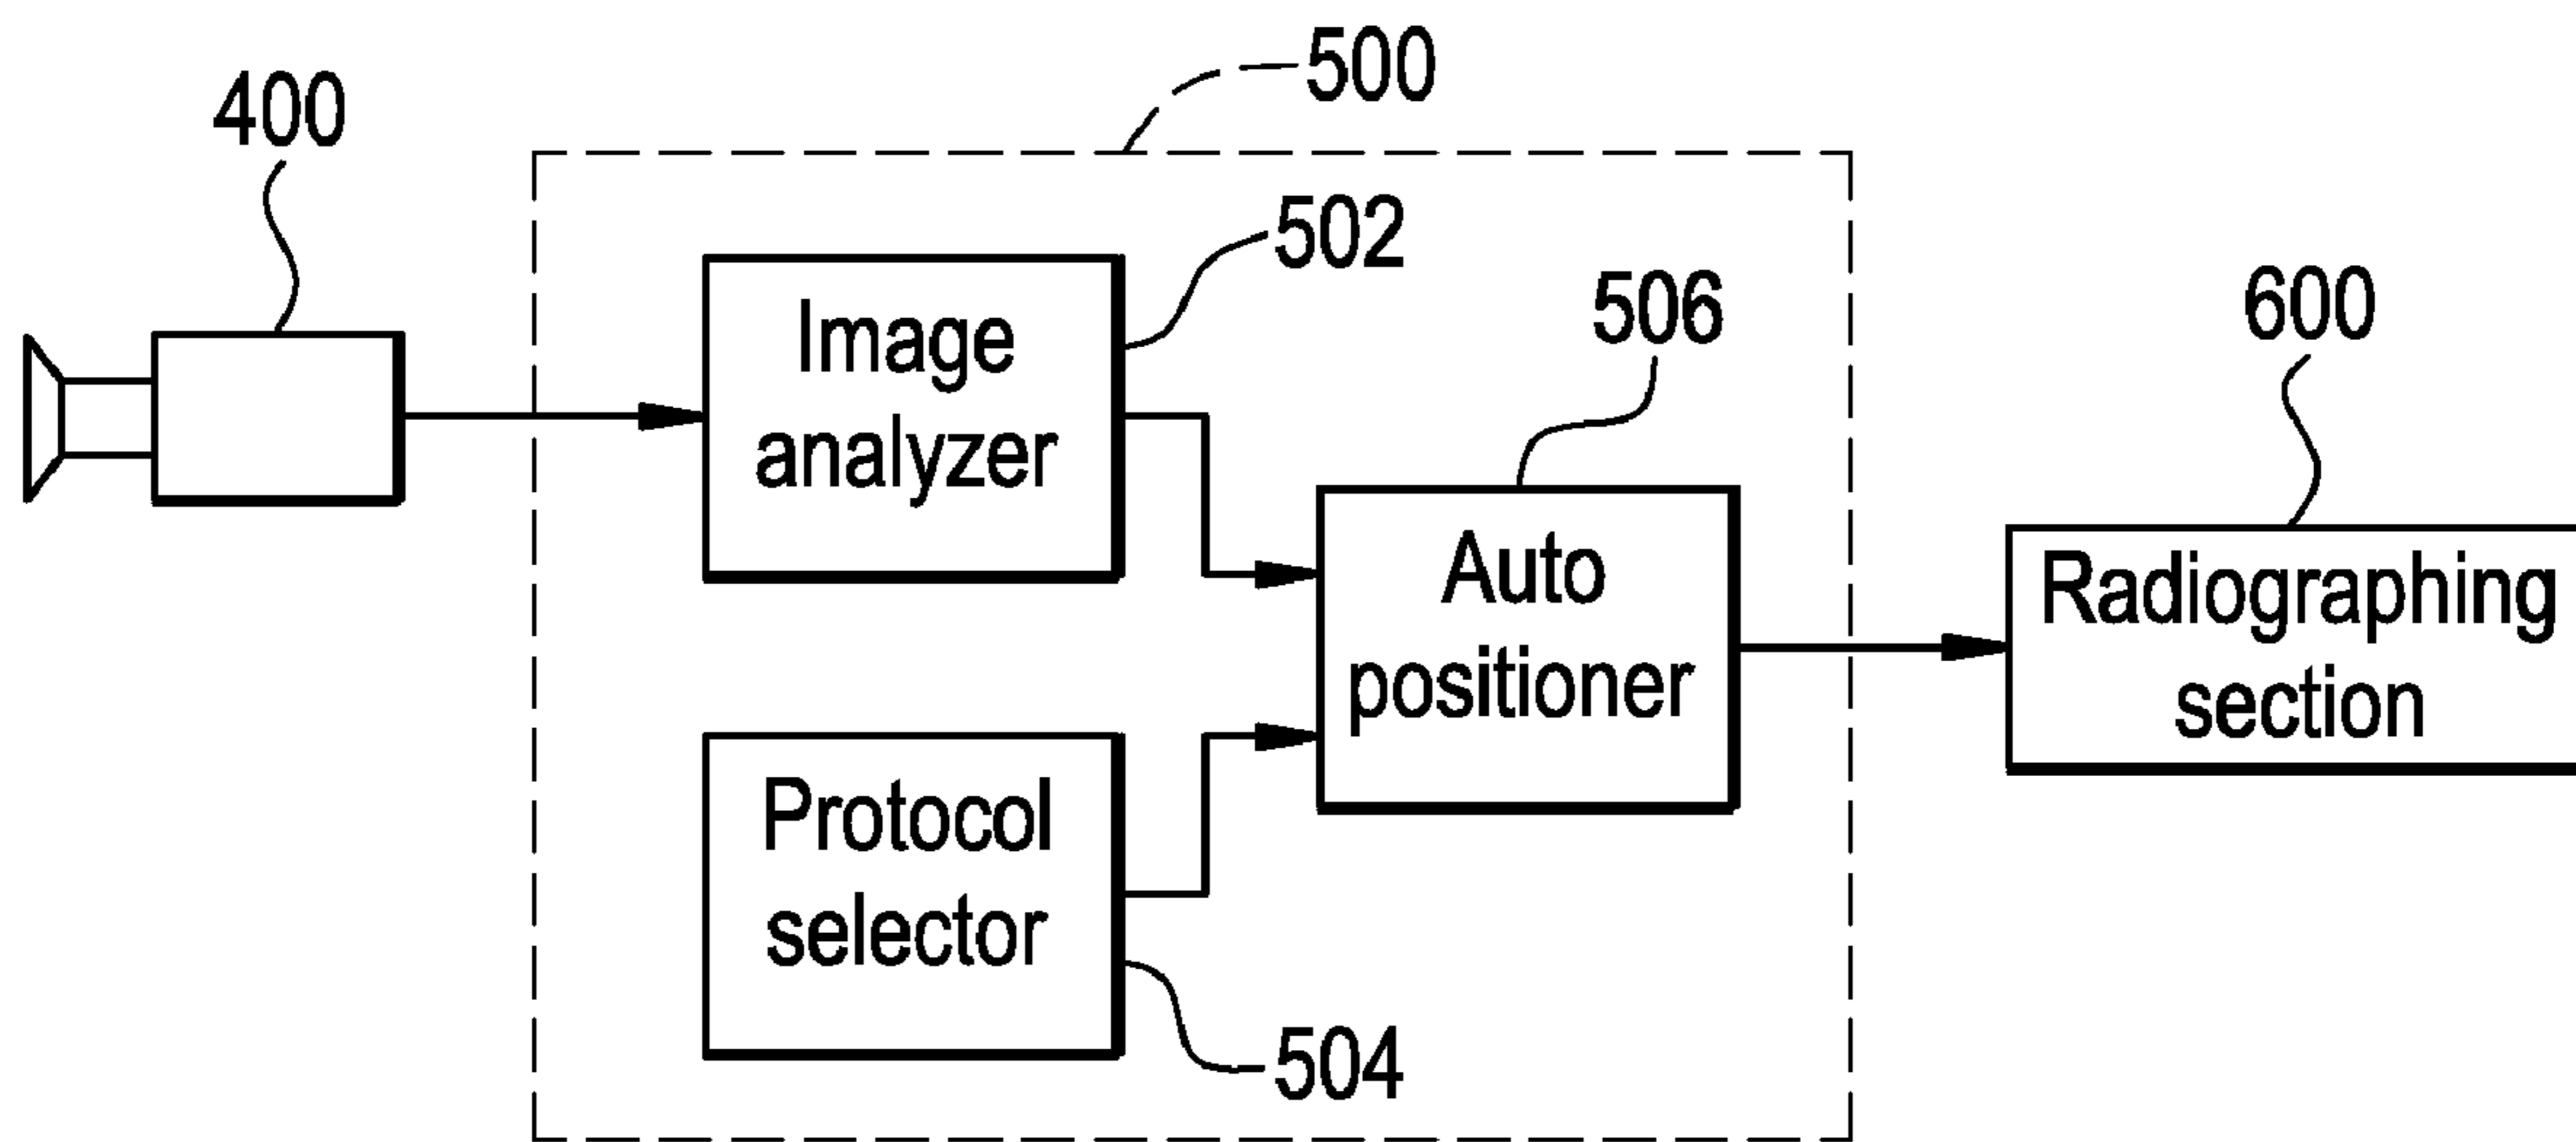 500
400
502
Image
analyzer
506
600
Auto
positioner
Radiographing
section
Protocol
selector
504